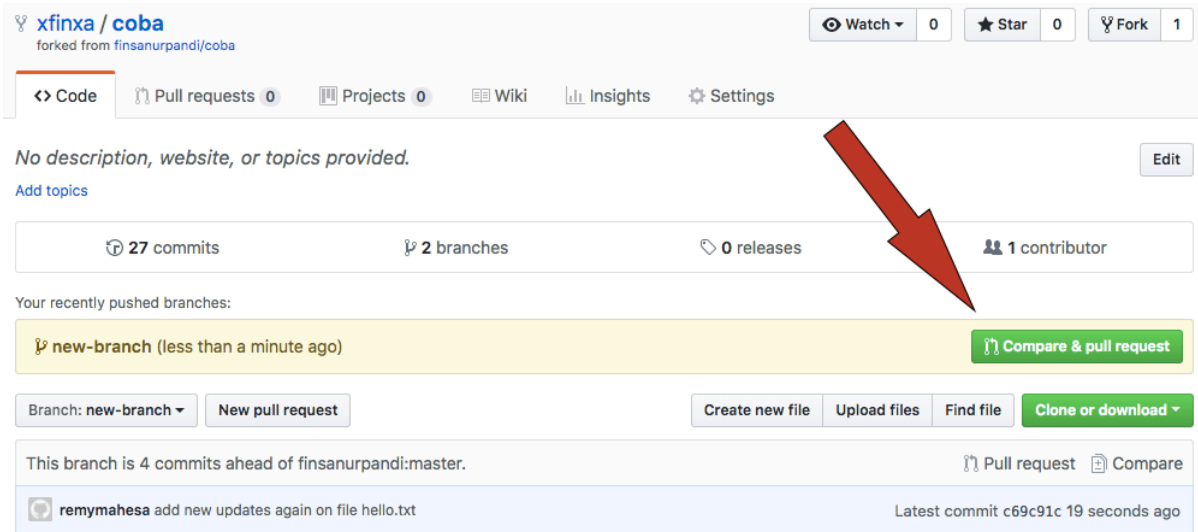 xfinxa / coba
Watch 0 Star 0 Fork 1
forked from finsanurpandi/coba
Code Pull requests 0 Projects 0 Wiki Insights Settings
No description, website, or topics provided. Edit
Add topics
27 commits 2 branches 0 releases 1 contributor
Your recently pushed branches:
new-branch (less than a minute ago) Compare & pull request
Branch: new-branch New pull request Create new file Upload files Find file Clone or download
This branch is 4 commits ahead of finsanurpandi:master. Pull request Compare
remymahesa add new updates again on file hello.txt Latest commit c69c91c 19 seconds ago